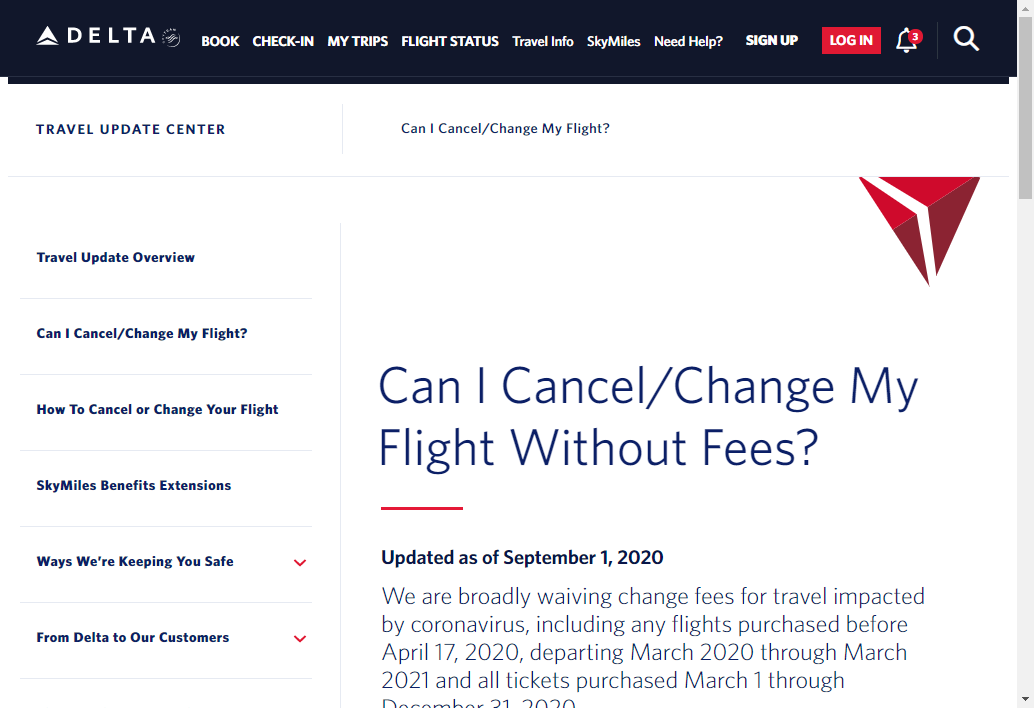 DELTA
BOOK CHECK-IN MY TRIPS FLIGHT STATUS Travel Info SkyMiles Need Help? SIGN UP LOG IN 3
TRAVEL UPDATE CENTER
Can I Cancel/Change My Flight?
Travel Update Overview
Can I Cancel/Change My Flight?
How To Cancel or Change Your Flight
SkyMiles Benefits Extensions
Ways We're Keeping You Safe
From Delta to Our Customers
Can I Cancel/Change My
Flight Without Fees?
Updated as of September 1, 2020
We are broadly waiving change fees for travel impacted
by coronavirus, including any flights purchased before
April 17, 2020, departing March 2020 through March
2021 and all tickets purchased March 1 through
December 31, 2020